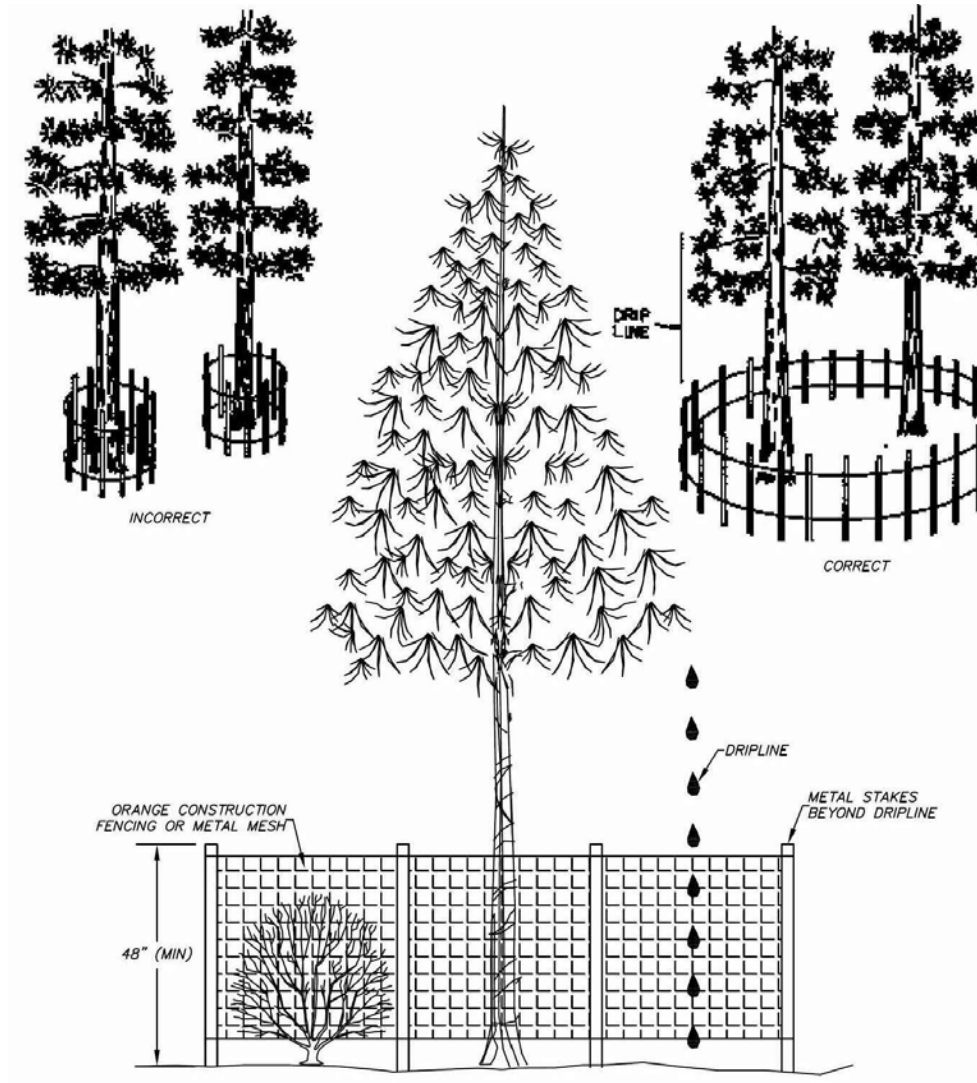 DRIP
LINE
INCORRECT
CORRECT
DRIPLINE
ORANGE CONSTRUCTION
FENCING OR METAL MESH
METAL STAKES
BEYOND DRIPLINE
48" (MIN)